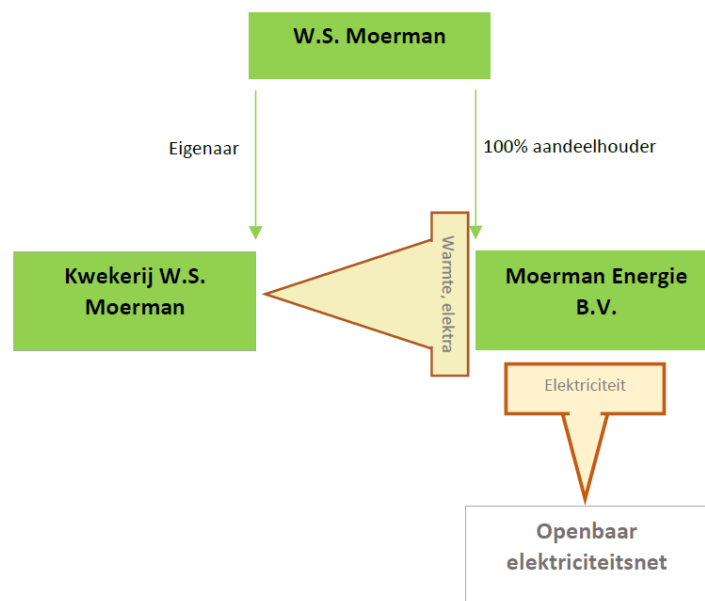 W.S. Moerman
Eigenaar
100% aandeelhouder
Kwekerij W.S.
Moerman
Warmte, elektra
Moerman Energie
B.V.
Elektriciteit
Openbaar
elektriciteitsnet